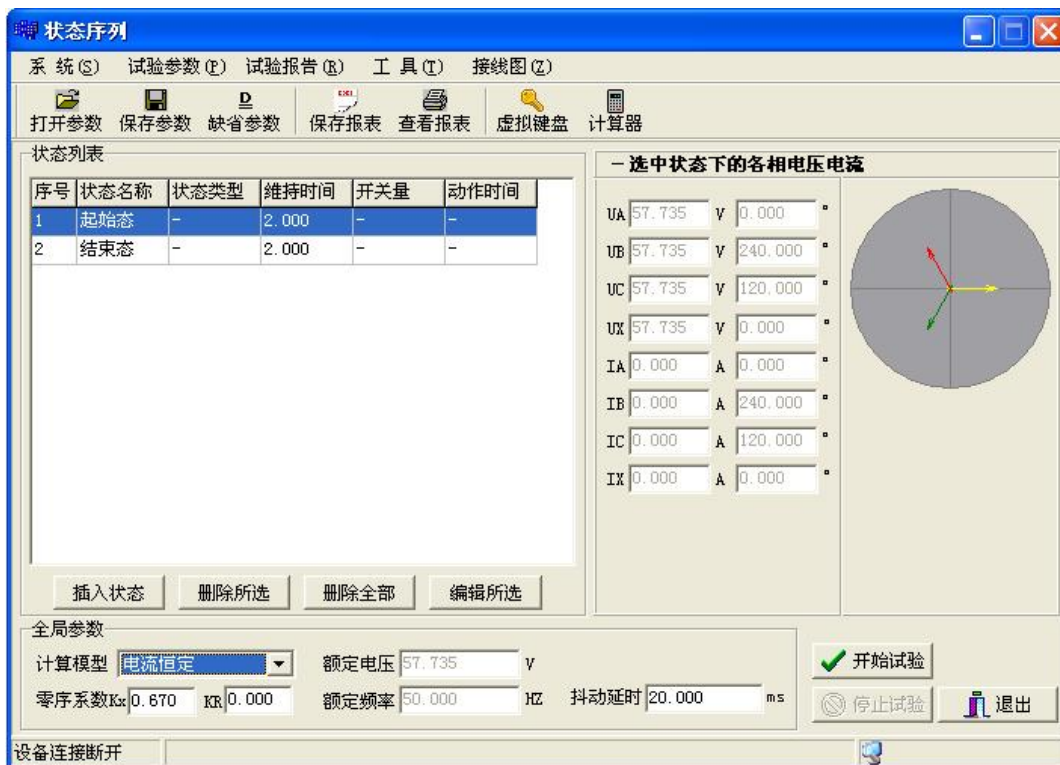 状态序列
系 统(S) 试验参数(P) 试验报告(R) 工 具(T) 接线图(Z)
打开参数 保存参数 缺省参数 保存报表 查看报表 虚拟键盘 计算器
状态列表
序号 状态名称 状态类型 维持时间 开关量 动作时间
1 起始态 - 2.000 - -
2 结束态 - 2.000 - -
插入状态 删除所选 删除全部 编辑所选
－选中状态下的各相电压电流
UA 57.735 V 0.000 °
UB 57.735 V 240.000 °
UC 57.735 V 120.000 °
UX 57.735 V 0.000 °
IA 0.000 A 0.000 °
IB 0.000 A 240.000 °
IC 0.000 A 120.000 °
IX 0.000 A 0.000 °
全局参数
计算模型 电流恒定 额定电压 57.735 V
零序系数Kx 0.670 KR 0.000 额定频率 50.000 HZ 抖动延时 20.000 ms
开始试验
停止试验 退出
设备连接断开